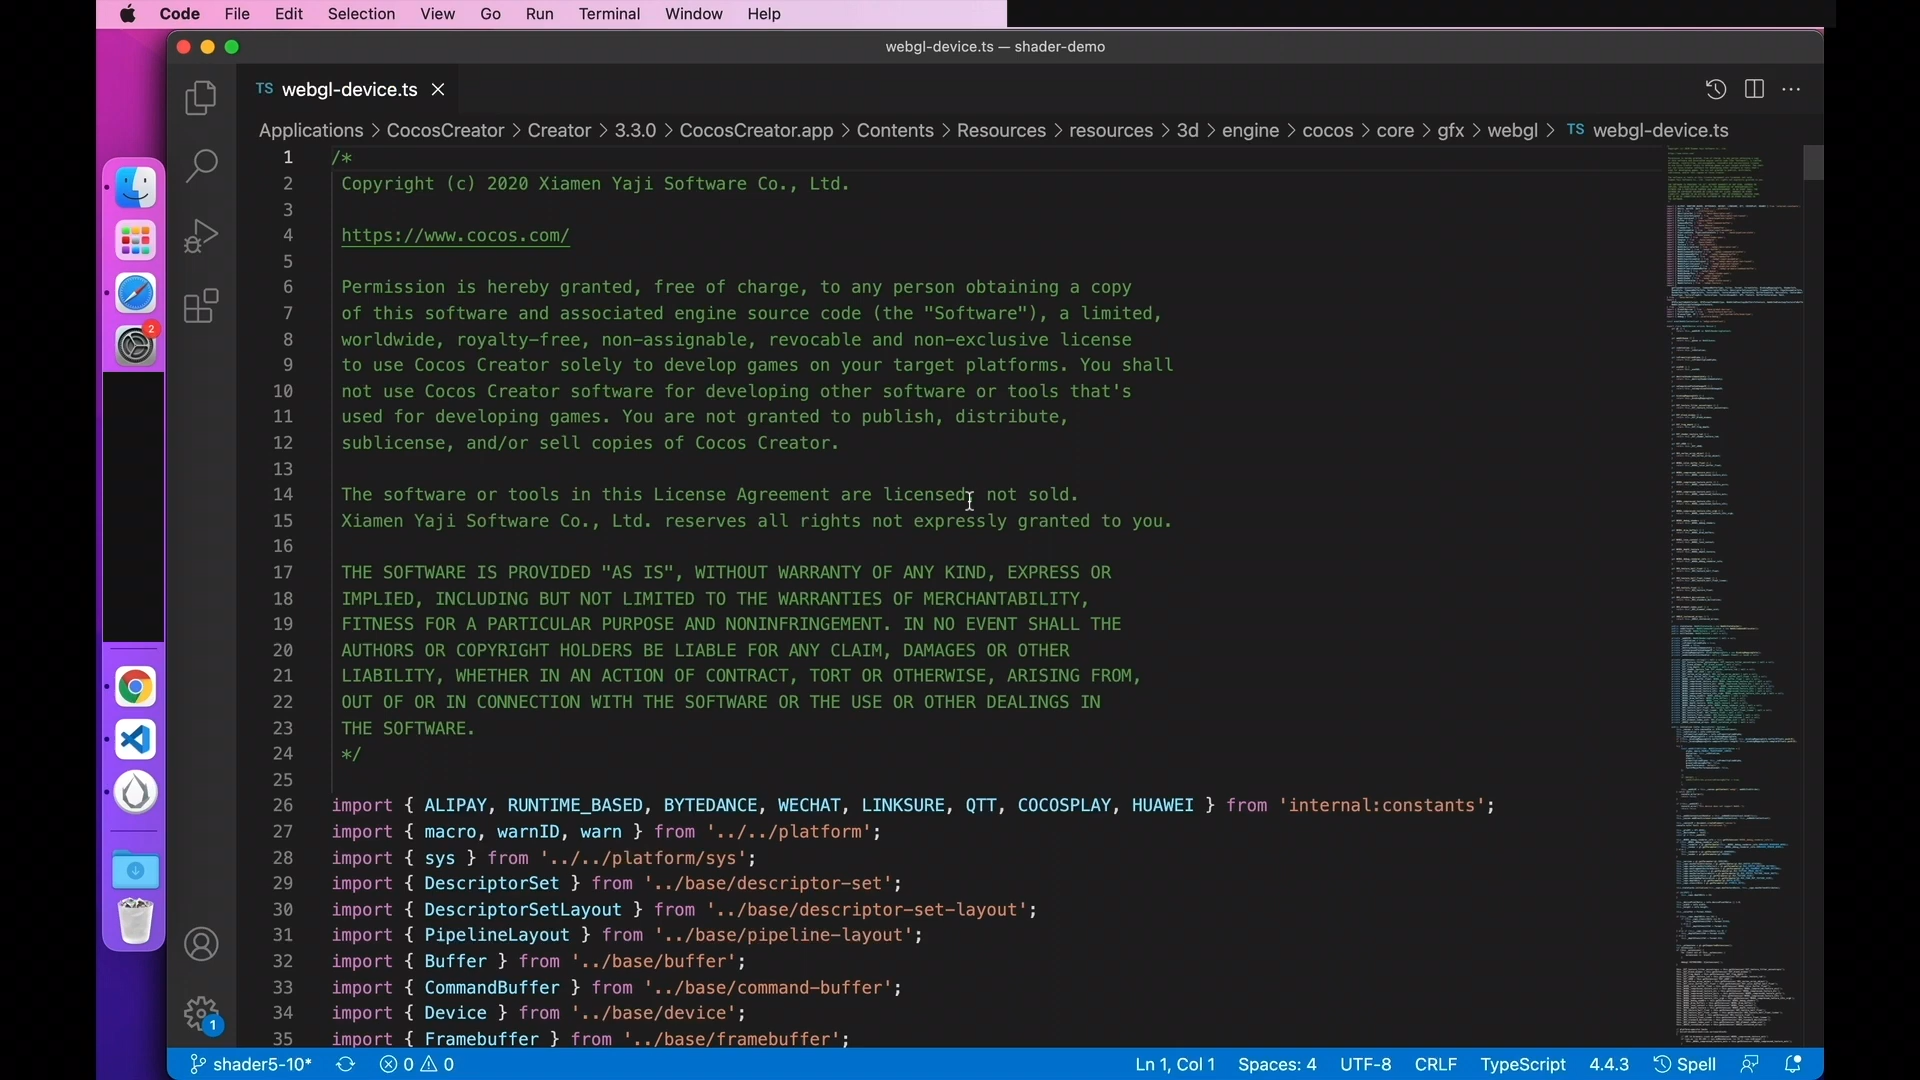 Code File Edit Selection View Go Run Terminal Window Help
webgl-device.ts — shader-demo
TS webgl-device.ts
Applications > CocosCreator > Creator > 3.3.0 > CocosCreator.app > Contents > Resources > resources > 3d > engine > cocos > core > gfx > webgl > TS webgl-device.ts
1 /*
2 Copyright (c) 2020 Xiamen Yaji Software Co., Ltd.
3
4 https://www.cocos.com/
5
6 Permission is hereby granted, free of charge, to any person obtaining a copy
7 of this software and associated engine source code (the "Software"), a limited,
8 worldwide, royalty-free, non-assignable, revocable and non-exclusive license
9 to use Cocos Creator solely to develop games on your target platforms. You shall
10 not use Cocos Creator software for developing other software or tools that's
11 used for developing games. You are not granted to publish, distribute,
12 sublicense, and/or sell copies of Cocos Creator.
13
14 The software or tools in this License Agreement are licensed, not sold.
15 Xiamen Yaji Software Co., Ltd. reserves all rights not expressly granted to you.
16
17 THE SOFTWARE IS PROVIDED "AS IS", WITHOUT WARRANTY OF ANY KIND, EXPRESS OR
18 IMPLIED, INCLUDING BUT NOT LIMITED TO THE WARRANTIES OF MERCHANTABILITY,
19 FITNESS FOR A PARTICULAR PURPOSE AND NONINFRINGEMENT. IN NO EVENT SHALL THE
20 AUTHORS OR COPYRIGHT HOLDERS BE LIABLE FOR ANY CLAIM, DAMAGES OR OTHER
21 LIABILITY, WHETHER IN AN ACTION OF CONTRACT, TORT OR OTHERWISE, ARISING FROM,
22 OUT OF OR IN CONNECTION WITH THE SOFTWARE OR THE USE OR OTHER DEALINGS IN
23 THE SOFTWARE.
24 */
25
26 import { ALIPAY, RUNTIME_BASED, BYTEDANCE, WECHAT, LINKSURE, QTT, COCOSPLAY, HUAWEI } from 'internal:constants';
27 import { macro, warnID, warn } from '../../platform';
28 import { sys } from '../../platform/sys';
29 import { DescriptorSet } from '../base/descriptor-set';
30 import { DescriptorSetLayout } from '../base/descriptor-set-layout';
31 import { PipelineLayout } from '../base/pipeline-layout';
32 import { Buffer } from '../base/buffer';
33 import { CommandBuffer } from '../base/command-buffer';
34 import { Device } from '../base/device';
35 import { Framebuffer } from '../base/framebuffer';
2
1
shader5-10* 0 0 Ln 1, Col 1 Spaces: 4 UTF-8 CRLF TypeScript 4.4.3 Spell